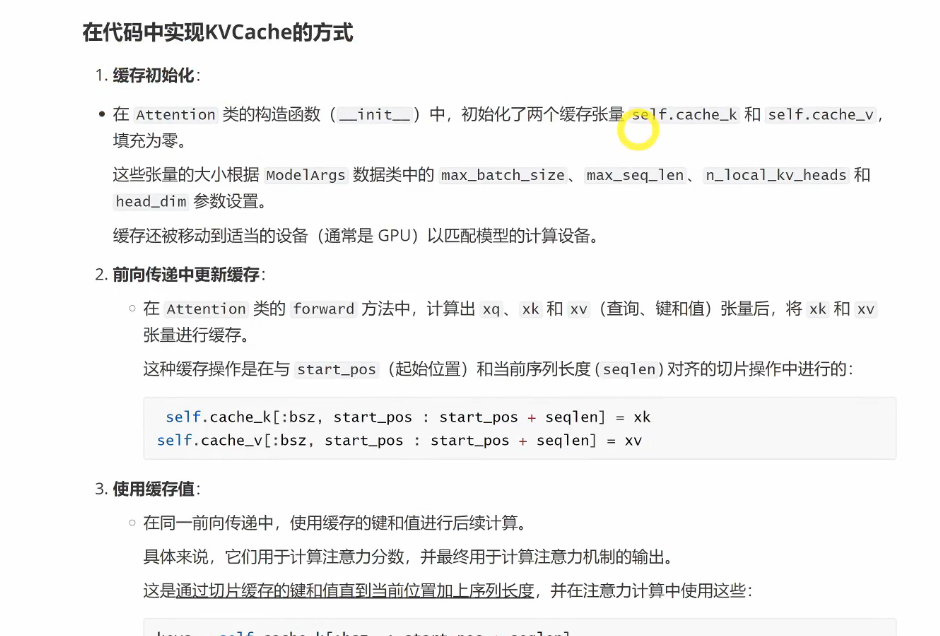 在代码中实现KVCache的方式
1. 缓存初始化：
• 在 Attention 类的构造函数（__init__）中，初始化了两个缓存张量 self.cache_k 和 self.cache_v，
填充为零。
这些张量的大小根据 ModelArgs 数据类中的 max_batch_size、max_seq_len、n_local_kv_heads 和
head_dim 参数设置。
缓存还被移动到适当的设备（通常是 GPU）以匹配模型的计算设备。
2. 前向传递中更新缓存：
○ 在 Attention 类的 forward 方法中，计算出 xq、xk 和 xv（查询、键和值）张量后，将 xk 和 xv
张量进行缓存。
这种缓存操作是在与 start_pos（起始位置）和当前序列长度(seqlen)对齐的切片操作中进行的：
self.cache_k[:bsz, start_pos : start_pos + seqlen] = xk
self.cache_v[:bsz, start_pos : start_pos + seqlen] = xv
3. 使用缓存值：
○ 在同一前向传递中，使用缓存的键和值进行后续计算。
具体来说，它们用于计算注意力分数，并最终用于计算注意力机制的输出。
这是通过切片缓存的键和值直到当前位置加上序列长度，并在注意力计算中使用这些：
keys = self.cache_k[:bsz, : start_pos + seqlen]